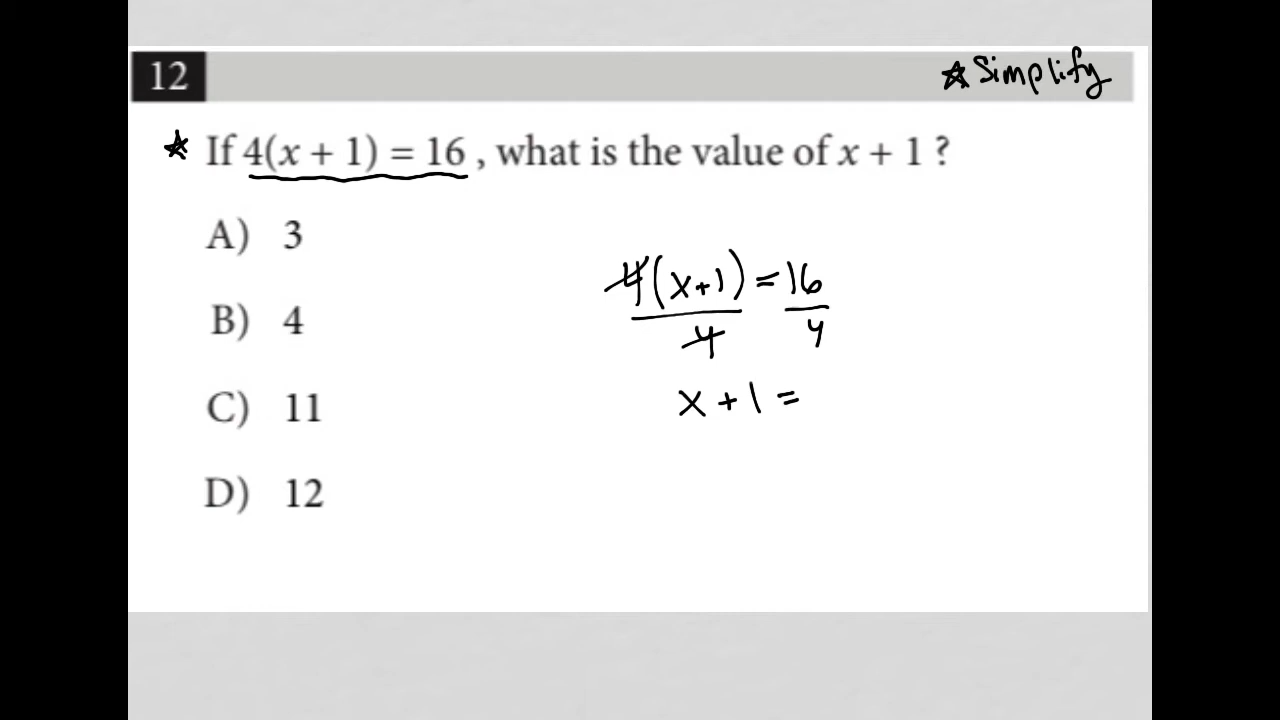 12 ☆ Simplify
☆ If 4(x + 1) = 16 , what is the value of x + 1 ?
A) 3
B) 4
C) 11
D) 12
4(x+1) = 16
4 4
x + 1 =